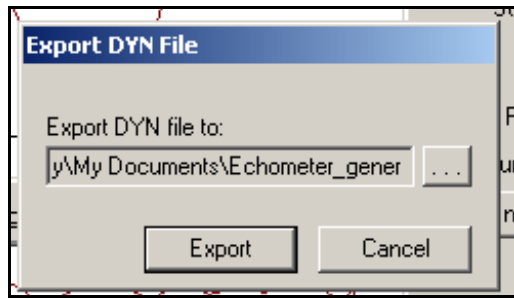 Export DYN File
Export DYN file to:
y\My Documents\Echometer_gener
...
Export
Cancel